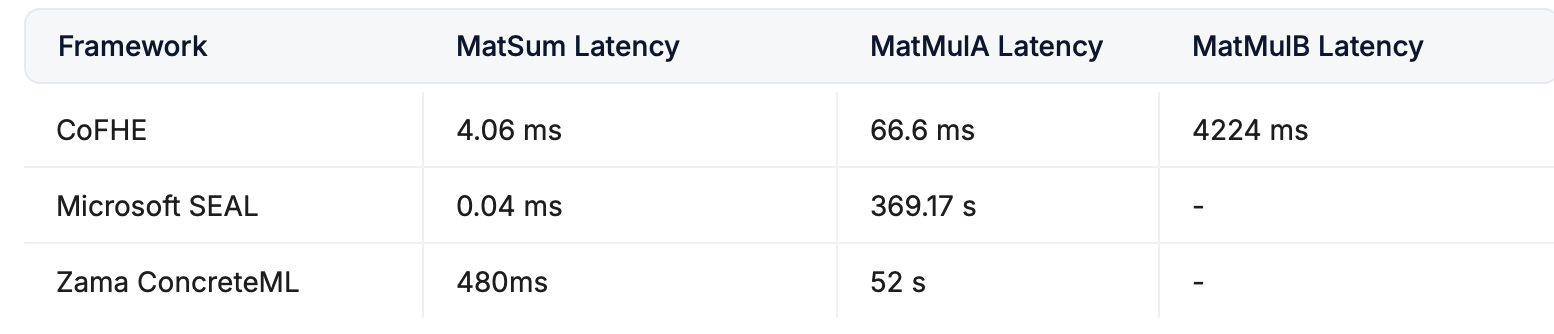 Framework MatSum Latency MatMulA Latency MatMulB Latency
CoFHE 4.06 ms 66.6 ms 4224 ms
Microsoft SEAL 0.04 ms 369.17 s -
Zama ConcreteML 480ms 52 s -